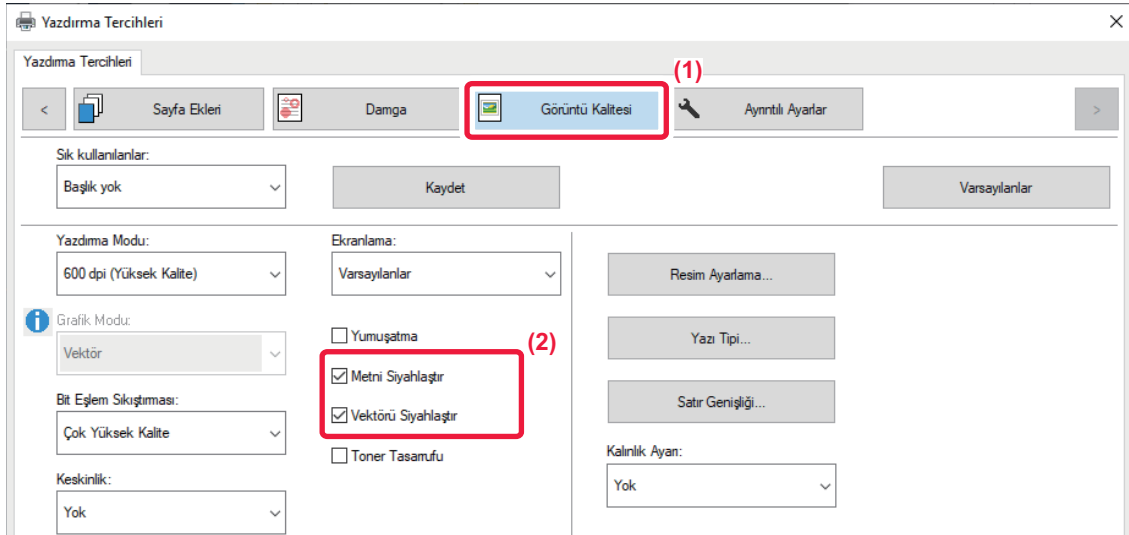 Yazdırma Tercihleri
Yazdırma Tercihleri
(1)
< Sayfa Ekleri Damga Görüntü Kalitesi Ayrıntılı Ayarlar >
Sık kullanılanlar:
Başlık yok Kaydet Varsayılanlar
Yazdırma Modu: Ekranlama:
600 dpi (Yüksek Kalite) Varsayılanlar Resim Ayarlama...
Grafik Modu: Yumuşatma (2)
Vektör Yazı Tipi...
Metni Siyahlaştır
Bit Eşlem Sıkıştırması: Vektörü Siyahlaştır Satır Genişliği...
Çok Yüksek Kalite
Toner Tasarrufu Kalınlık Ayarı:
Keskinlik: Yok
Yok